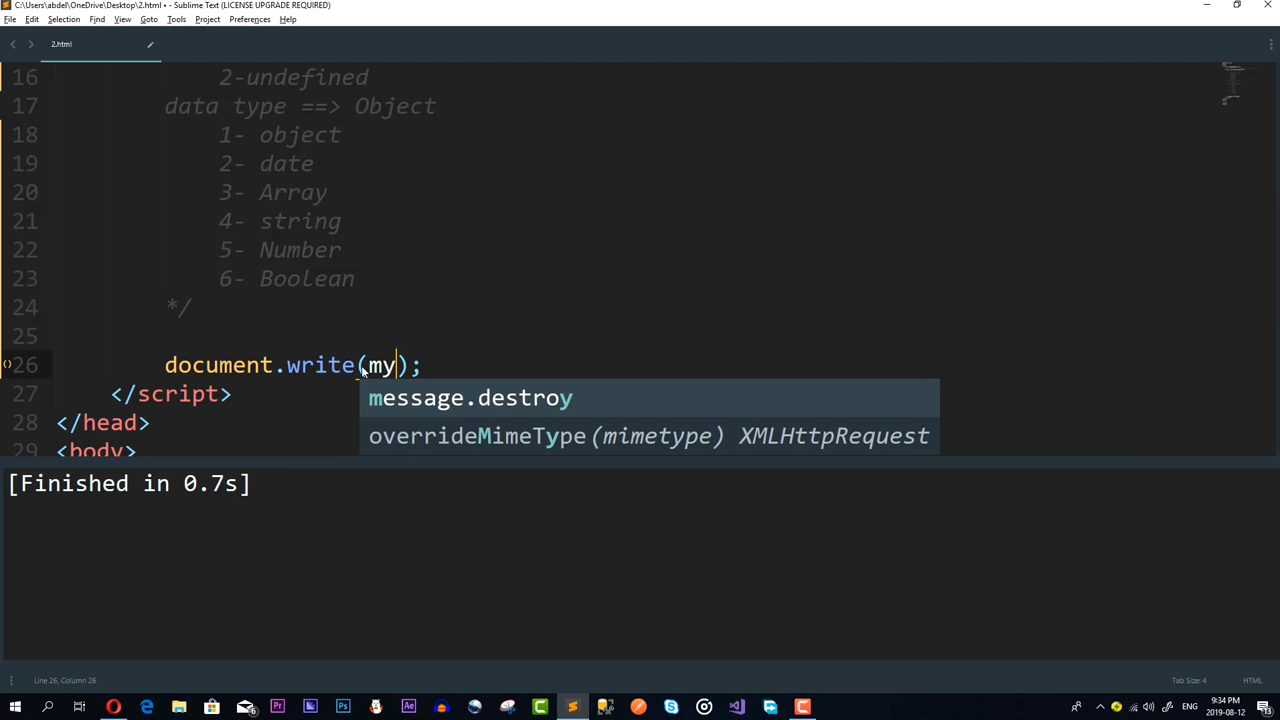 C:\Users\abdel\OneDrive\Desktop\2.html • - Sublime Text (LICENSE UPGRADE REQUIRED)
File Edit Selection Find View Goto Tools Project Preferences Help
2.html
16 2-undefined
17 data type ==> Object
18 1- object
19 2- date
20 3- Array
21 4- string
22 5- Number
23 6- Boolean
24 */
25
26 document.write(my);
message.destroy
27 </script>
28 </head>
overrideMimeType(mimetype) XMLHttpRequest
29 <body>
[Finished in 0.7s]
Line 26, Column 26 Tab Size: 4 HTML
ENG 9:34 PM
2019-08-12